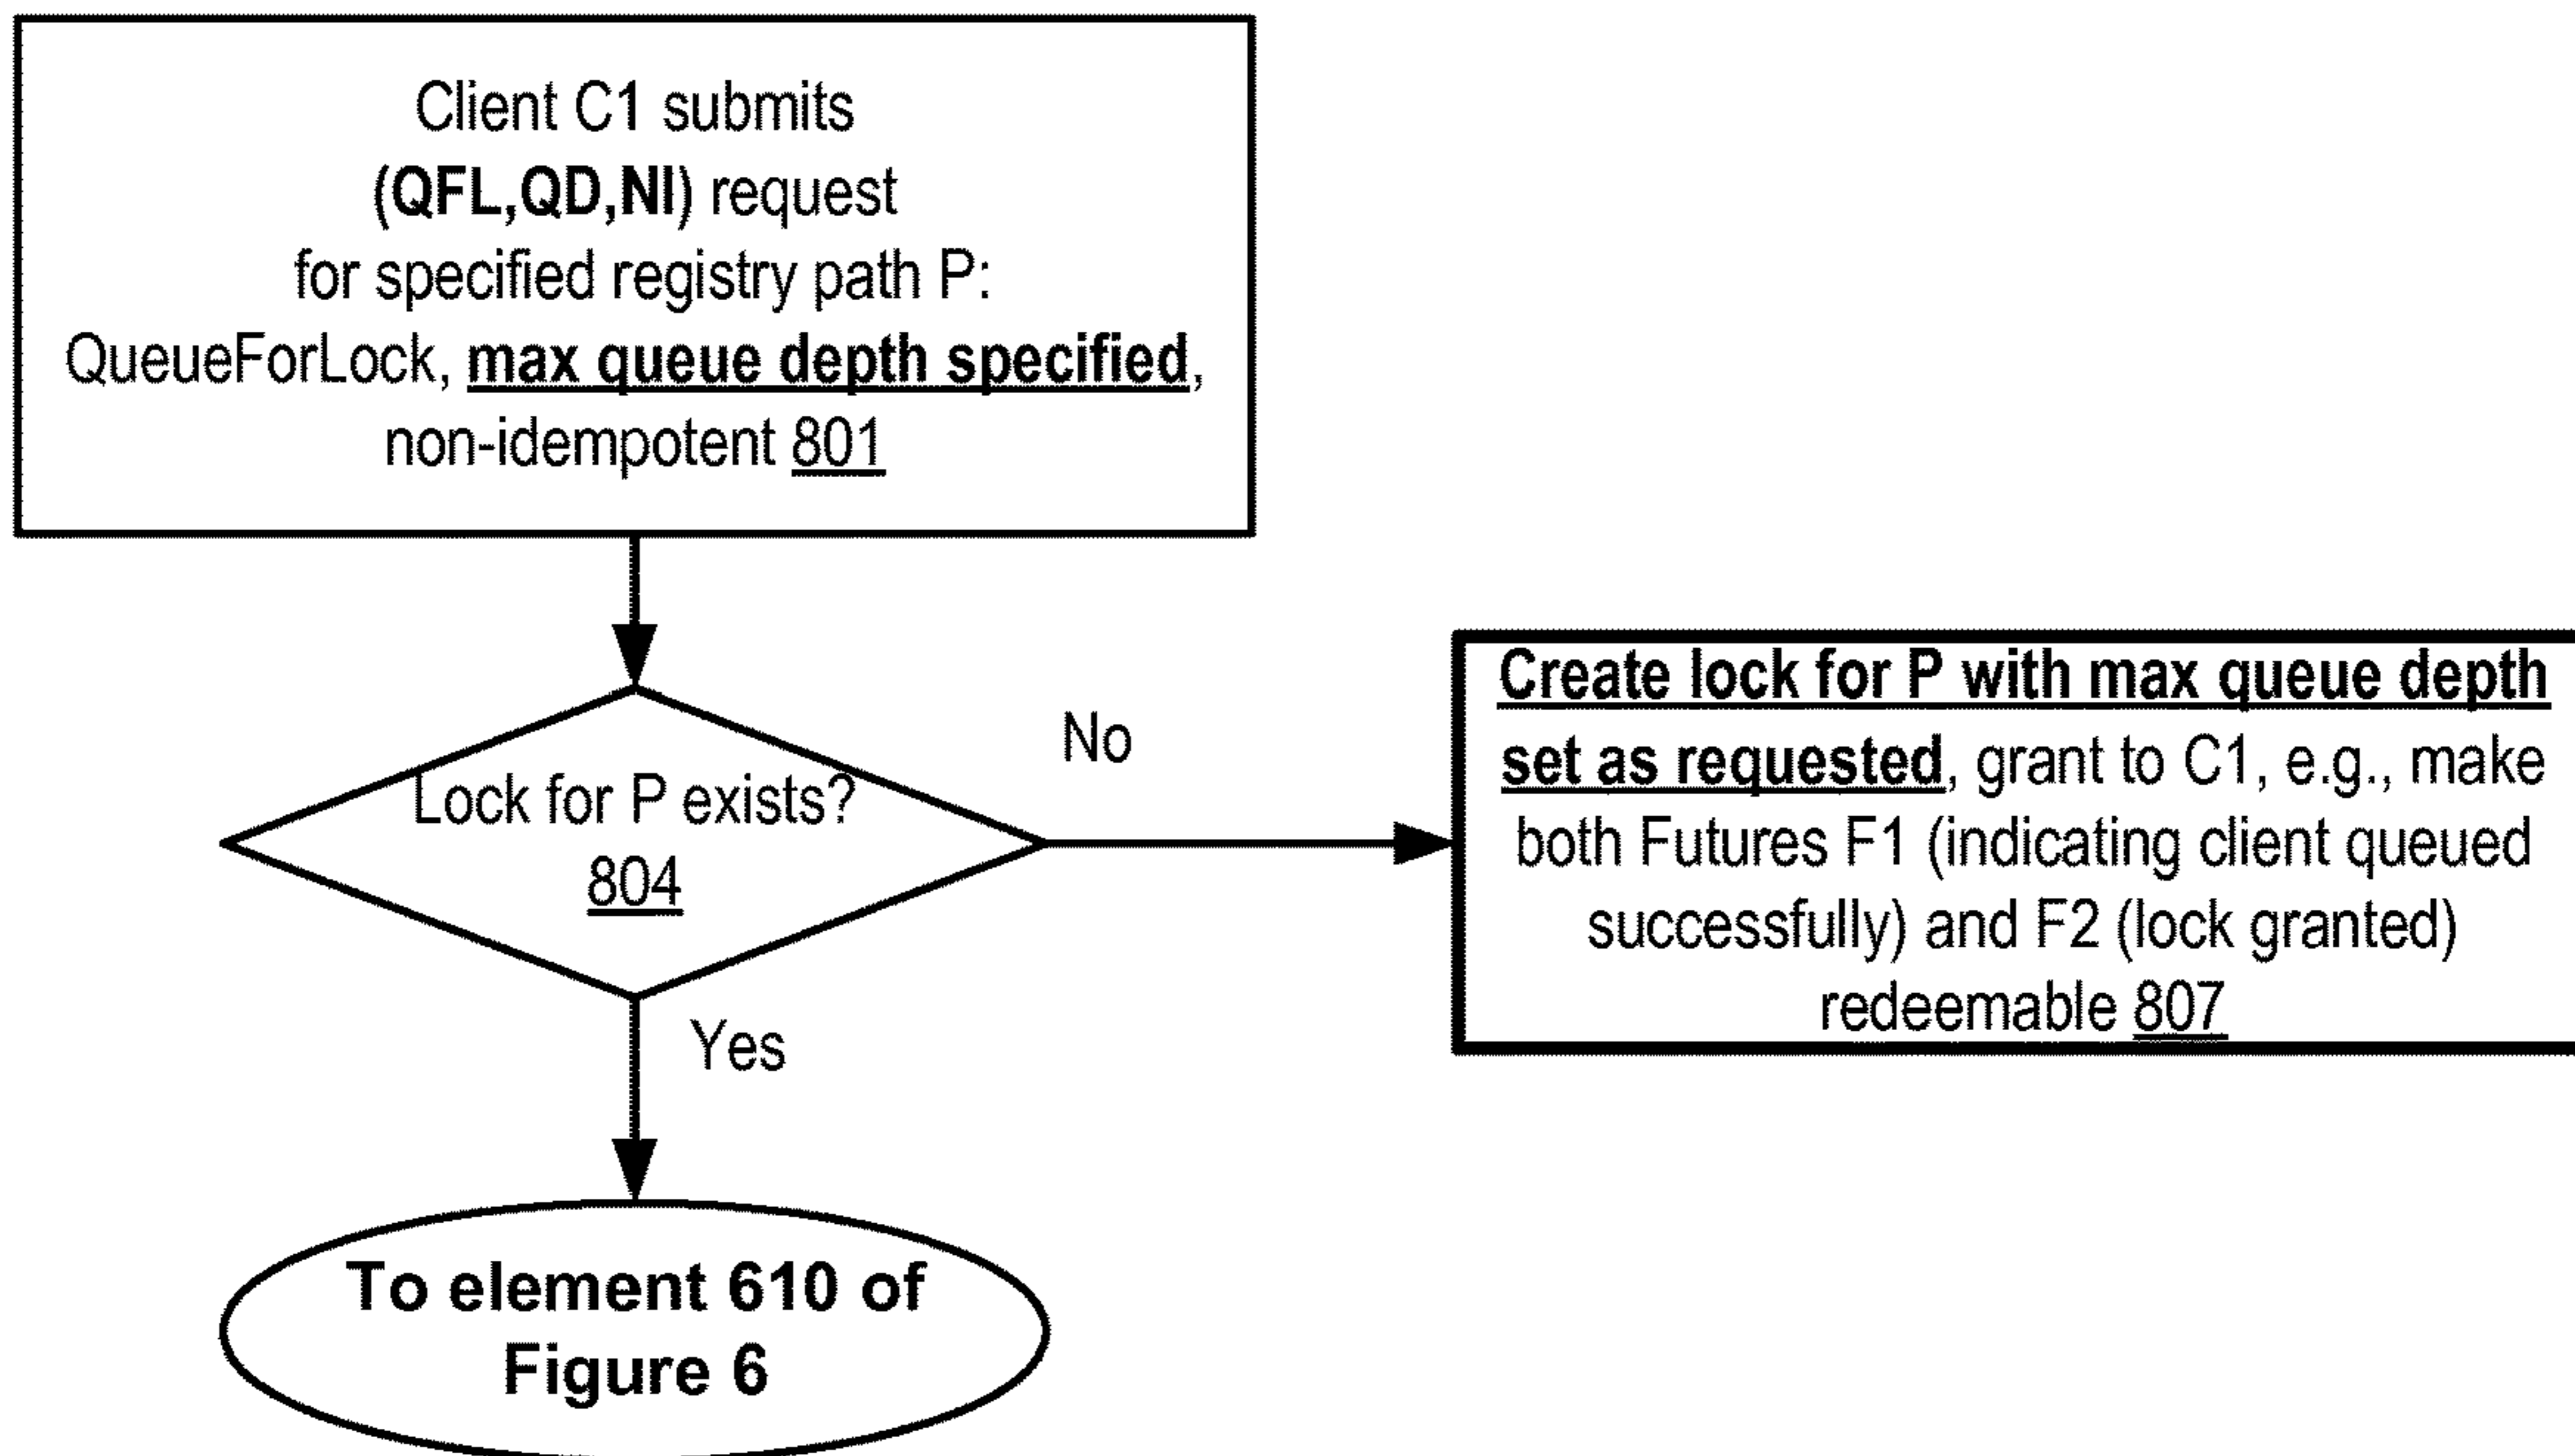 Client C1 submits
(QFL,QD,NI) request
for specified registry path P:
QueueForLock, max queue depth specified,
non-idempotent 801
Lock for P exists?
804
No
Create lock for P with max queue depth
set as requested, grant to C1, e.g., make
both Futures F1 (indicating client queued
successfully) and F2 (lock granted)
redeemable 807
Yes
To element 610 of
Figure 6